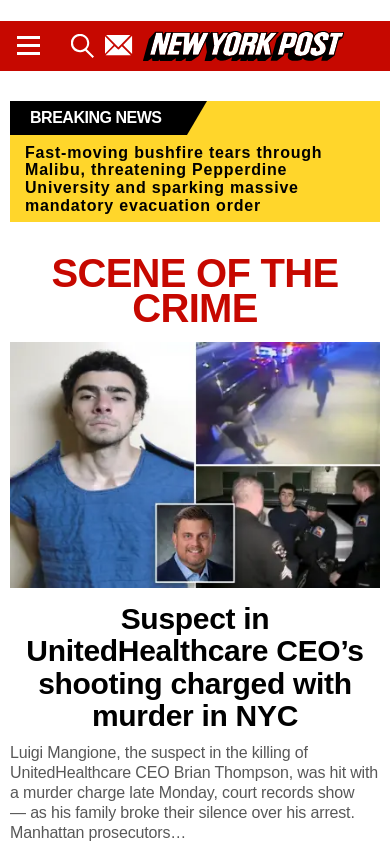 NEW YORK POST
BREAKING NEWS
Fast-moving bushfire tears through
Malibu, threatening Pepperdine
University and sparking massive
mandatory evacuation order
SCENE OF THE
CRIME
Suspect in
UnitedHealthcare CEO’s
shooting charged with
murder in NYC
Luigi Mangione, the suspect in the killing of
UnitedHealthcare CEO Brian Thompson, was hit with
a murder charge late Monday, court records show
— as his family broke their silence over his arrest.
Manhattan prosecutors…